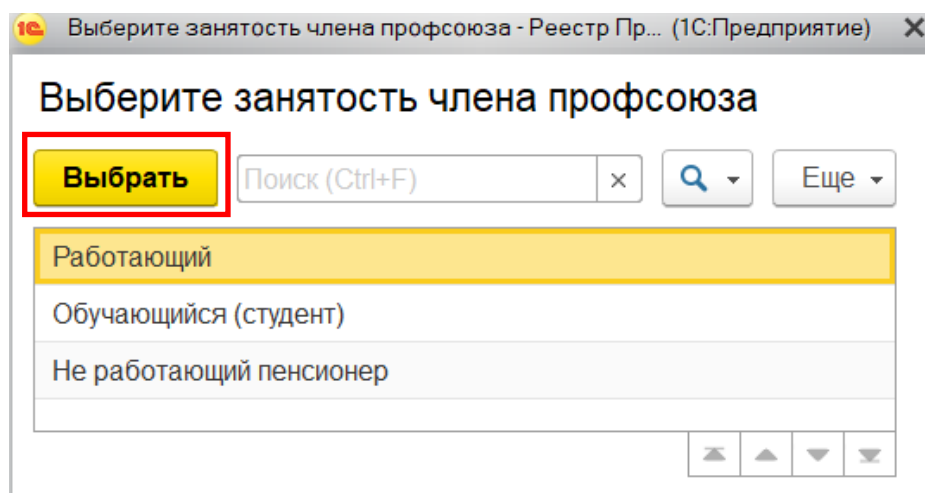 1С Выберите занятость члена профсоюза - Реестр Пр... (1С:Предприятие)
Выберите занятость члена профсоюза
Выбрать Поиск (Ctrl+F) × Еще
Работающий
Обучающийся (студент)
Не работающий пенсионер